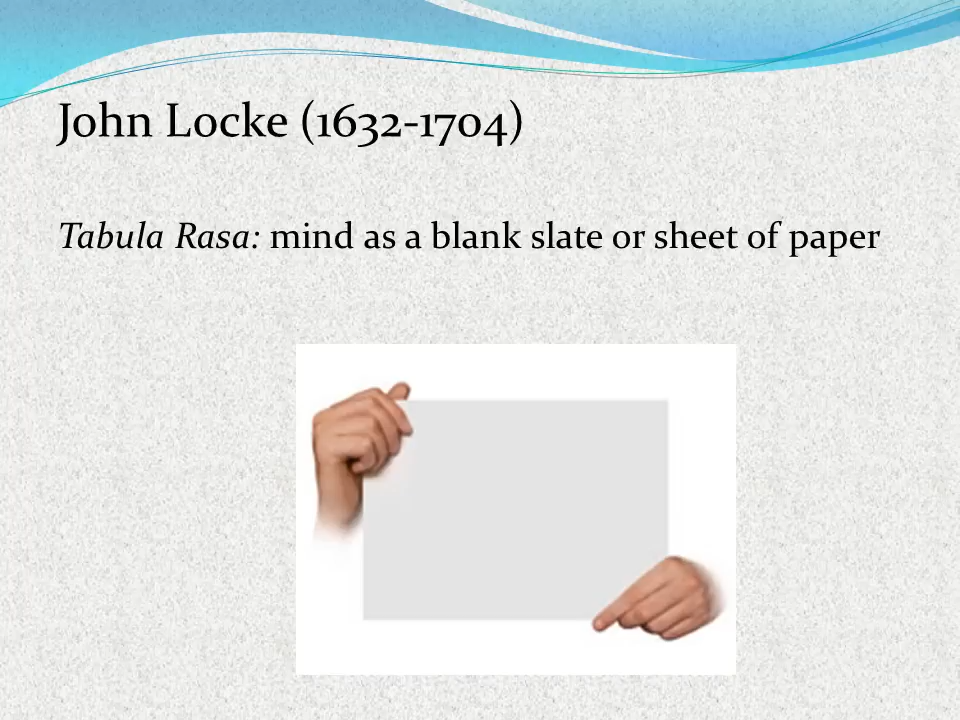 John Locke (1632-1704)
Tabula Rasa: mind as a blank slate or sheet of paper